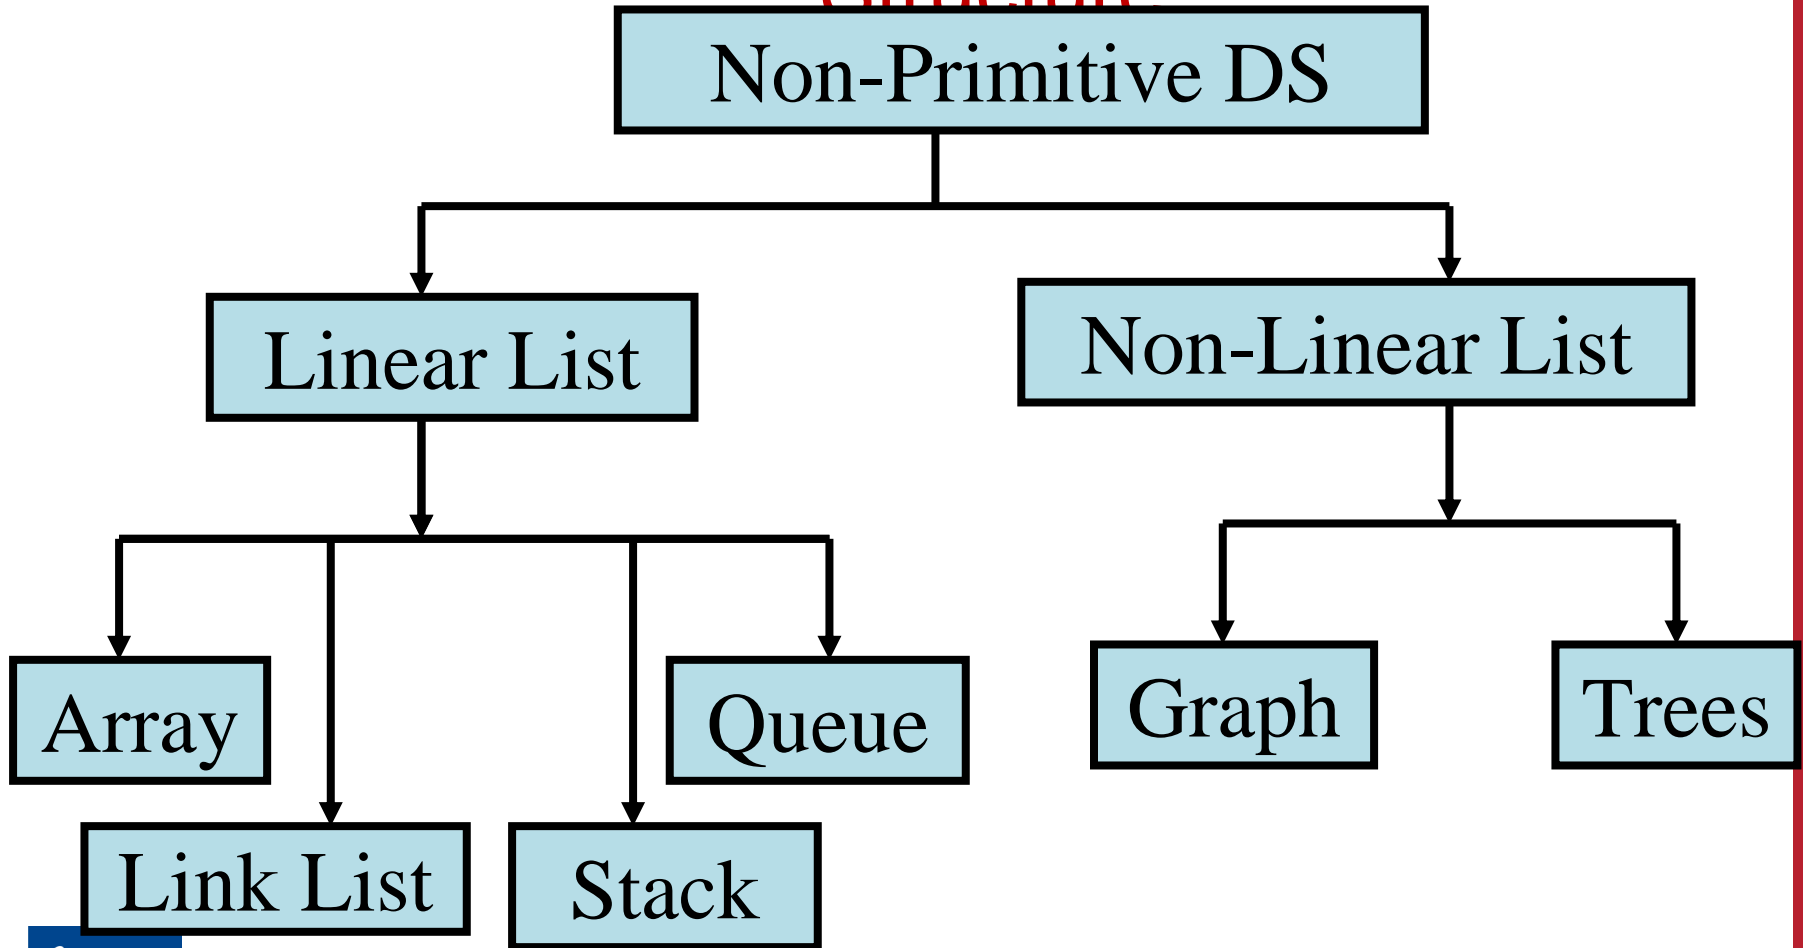 Non-Primitive DS
Linear List
Non-Linear List
Array
Queue
Graph
Trees
Link List
Stack